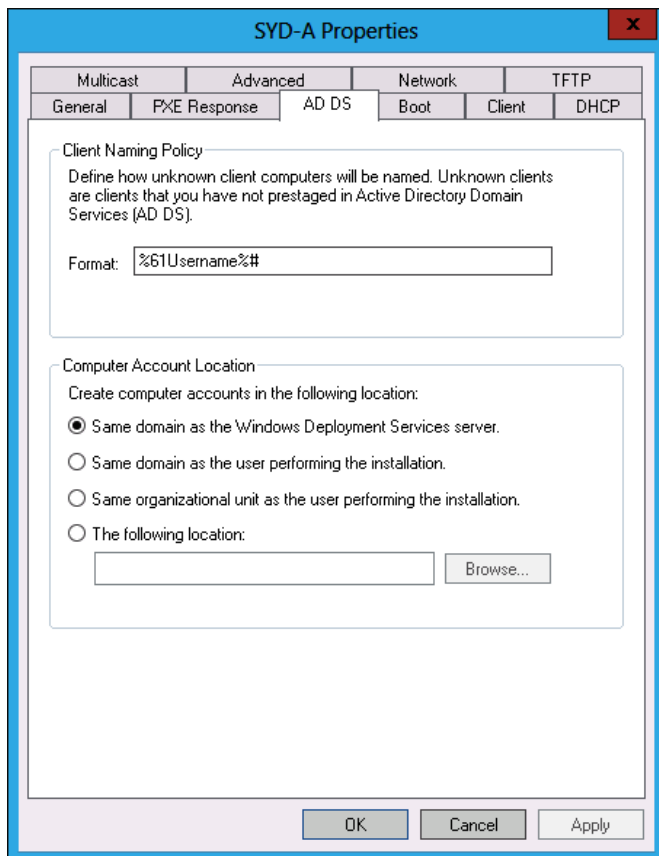 SYD-A Properties
x
Multicast
Advanced
Network
TFTP
General
PXE Response
AD DS
Boot
Client
DHCP
Client Naming Policy
Define how unknown client computers will be named. Unknown clients
are clients that you have not prestaged in Active Directory Domain
Services (AD DS).
Format: %61Username%#
Computer Account Location
Create computer accounts in the following location:
Same domain as the Windows Deployment Services server.
Same domain as the user performing the installation.
Same organizational unit as the user performing the installation.
The following location:
Browse...
OK
Cancel
Apply